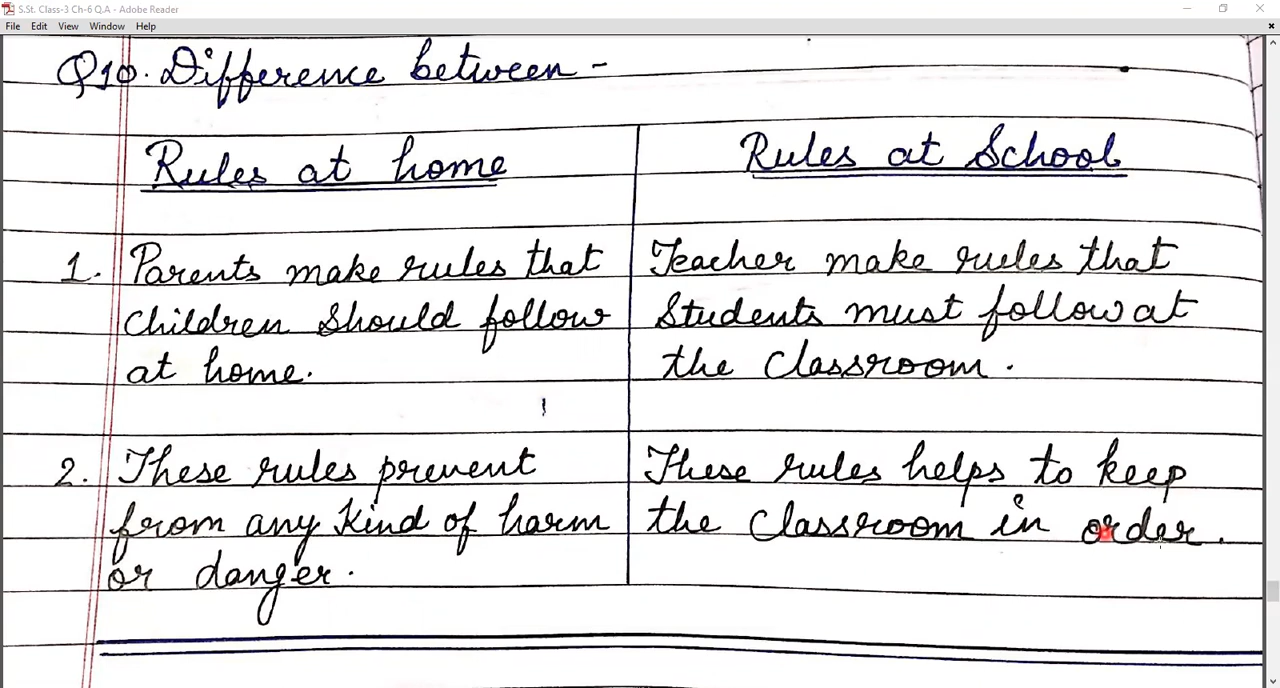 S.St. Class-3 Ch-6 Q.A - Adobe Reader
File Edit View Window Help
Q10. Difference between -
Rules at home
Rules at School
1. Parents make rules that
children should follow
at home.
Teacher make rules that
Students must follow at
the Classroom.
2. These rules prevent
from any kind of harm
or danger.
These rules helps to keep
the Classroom in order.